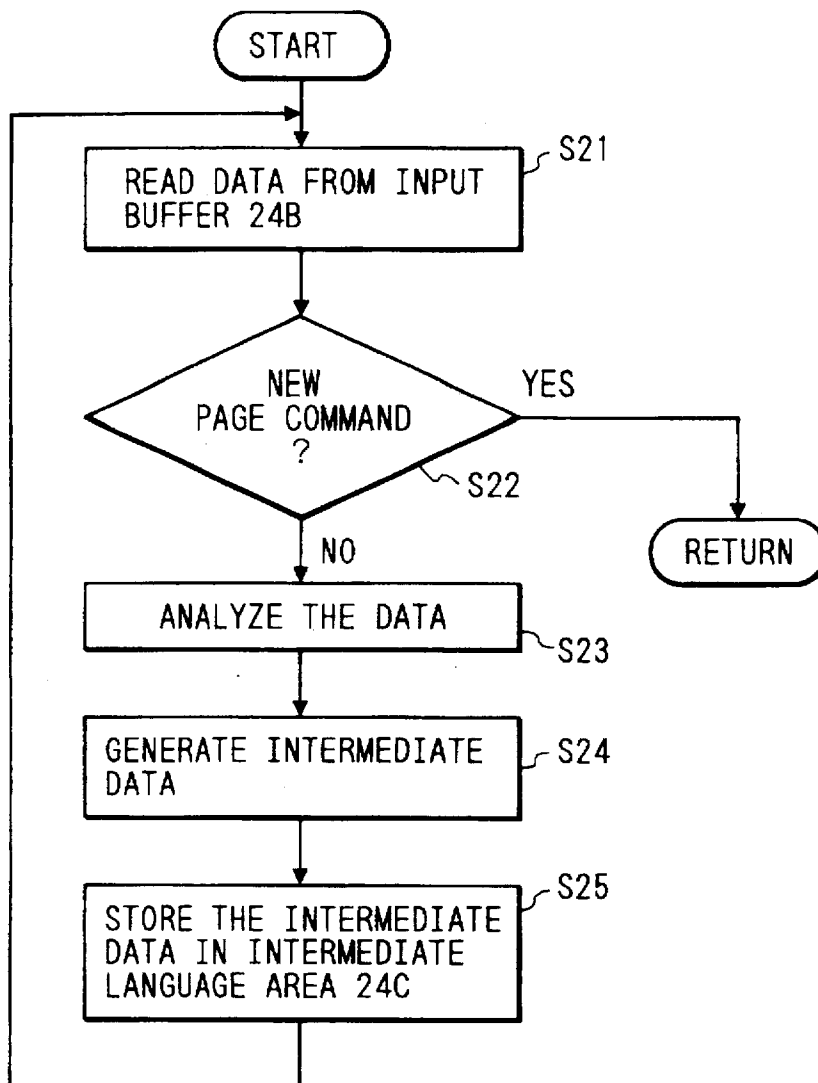 START
S21
READ DATA FROM INPUT
BUFFER 24B
NEW
PAGE COMMAND
?
YES
S22
NO
RETURN
ANALYZE THE DATA
S23
GENERATE INTERMEDIATE
DATA
S24
STORE THE INTERMEDIATE
DATA IN INTERMEDIATE
LANGUAGE AREA 24C
S25